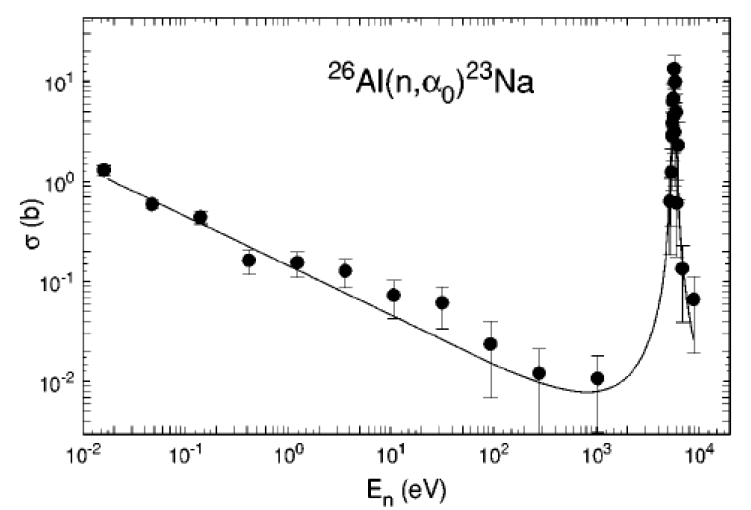 ²⁶Al(n,α₀)²³Na
σ (b)
10¹
10⁰
10⁻¹
10⁻²
10⁻² 10⁻¹ 10⁰ 10¹ 10² 10³ 10⁴
Eₙ (eV)